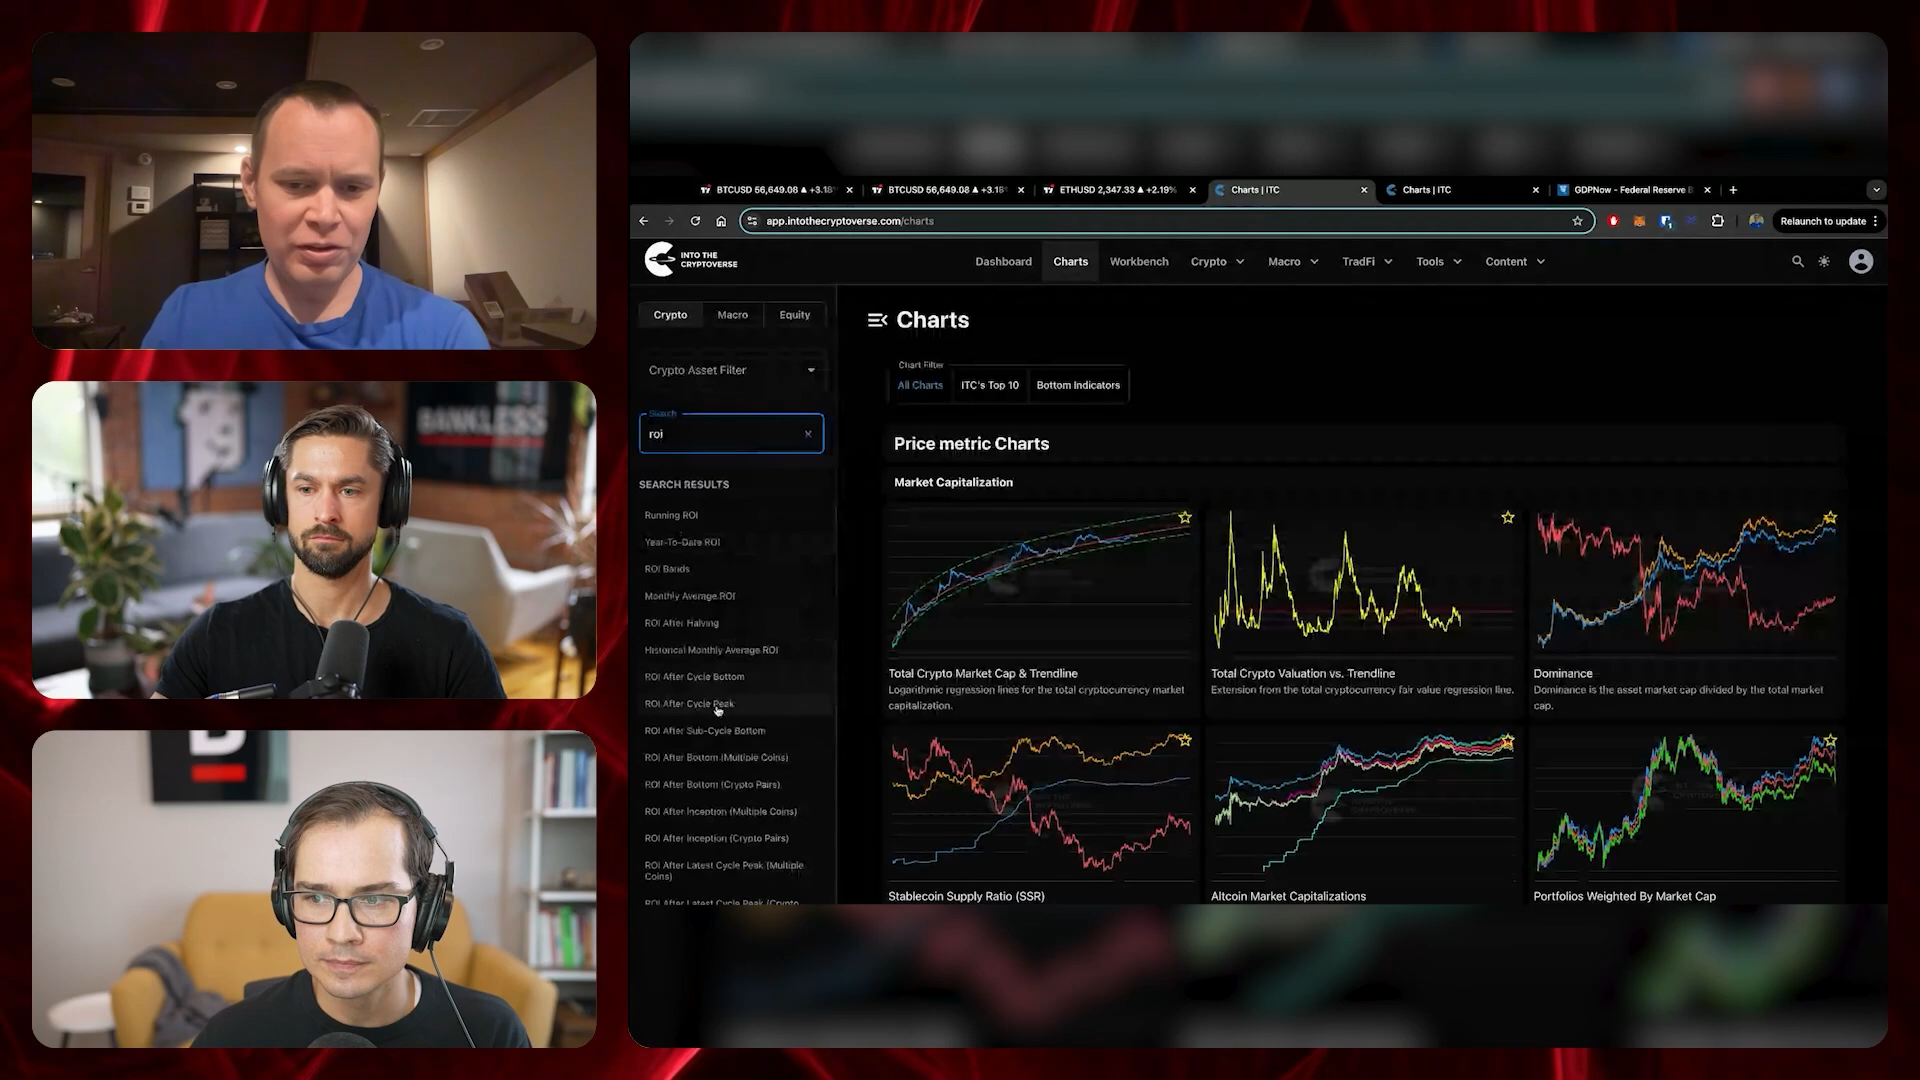 BANKLESS
BTCUSD 56,649.08 ▲ +3.18
BTCUSD 56,649.08 ▲ +3.18
ETHUSD 2,347.33 ▲ +2.19%
Charts | ITC
Charts | ITC
GDPNow - Federal Reserve B
app.intothecryptoverse.com/charts
Relaunch to update
INTO THE
CRYPTOVERSE
Dashboard
Charts
Workbench
Crypto
Macro
TradFi
Tools
Content
Crypto
Macro
Equity
Crypto Asset Filter
Search
roi
SEARCH RESULTS
Running ROI
Year-To-Date ROI
ROI Bands
Monthly Average ROI
ROI After Halving
Historical Monthly Average ROI
ROI After Cycle Bottom
ROI After Cycle Peak
ROI After Sub-Cycle Bottom
ROI After Bottom (Multiple Coins)
ROI After Bottom (Crypto Pairs)
ROI After Inception (Multiple Coins)
ROI After Inception (Crypto Pairs)
ROI After Latest Cycle Peak (Multiple
Coins)
ROI After Latest Cycle Peak (Crypto
Charts
Chart Filter
All Charts
ITC's Top 10
Bottom Indicators
Price metric Charts
Market Capitalization
Total Crypto Market Cap & Trendline
Logarithmic regression lines for the total cryptocurrency market
capitalization.
Total Crypto Valuation vs. Trendline
Extension from the total cryptocurrency fair value regression line.
Dominance
Dominance is the asset market cap divided by the total market
cap.
Stablecoin Supply Ratio (SSR)
Altcoin Market Capitalizations
Portfolios Weighted By Market Cap